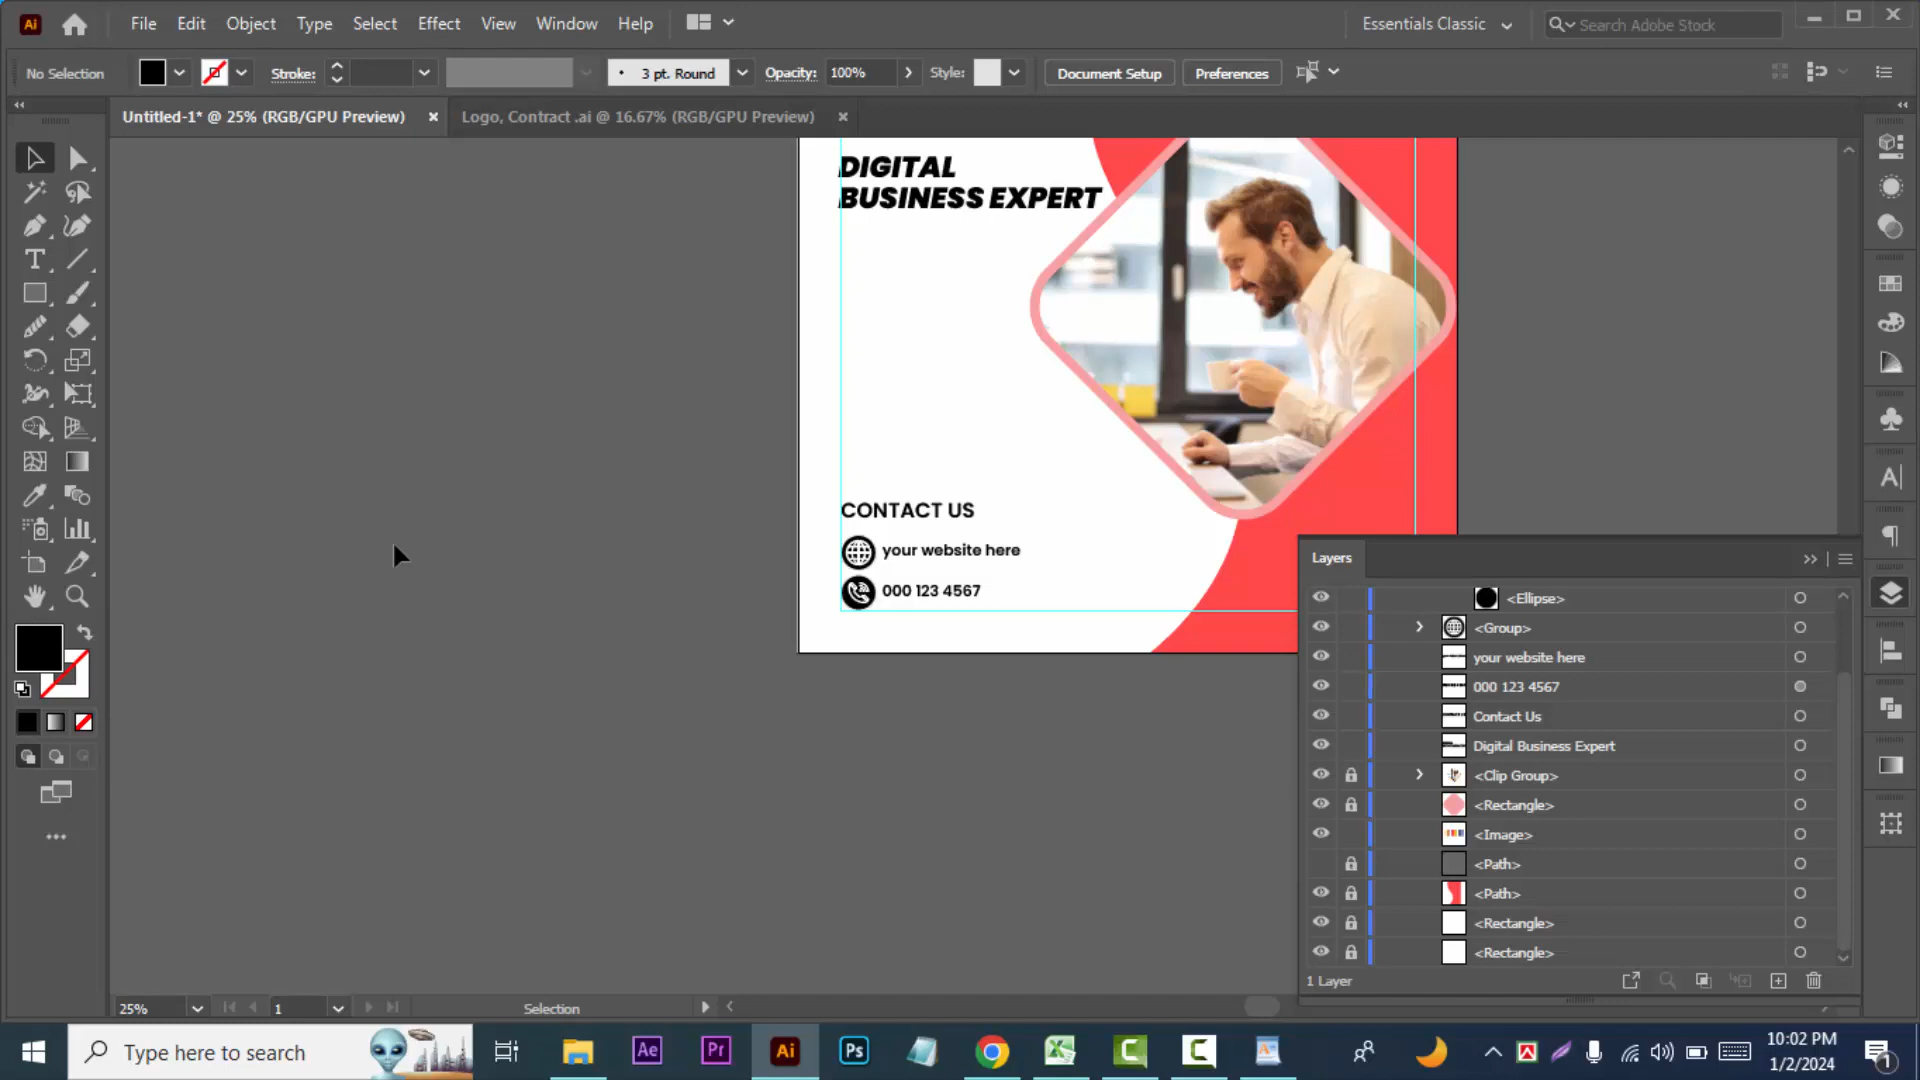 File Edit Object Type Select Effect View Window Help
Essentials Classic
Search Adobe Stock
No Selection
Stroke:
3 pt. Round
Opacity: 100%
Style:
Document Setup
Preferences
Untitled-1* @ 25% (RGB/GPU Preview)
Logo, Contract .ai @ 16.67% (RGB/GPU Preview)
DIGITAL
BUSINESS EXPERT
CONTACT US
your website here
000 123 4567
Layers
<Ellipse>
<Group>
your website here
000 123 4567
Contact Us
Digital Business Expert
<Clip Group>
<Rectangle>
<Image>
<Path>
<Path>
<Rectangle>
<Rectangle>
1 Layer
25%
1
Selection
Type here to search
Ae
Pr
Ai
Ps
10:02 PM
1/2/2024
1